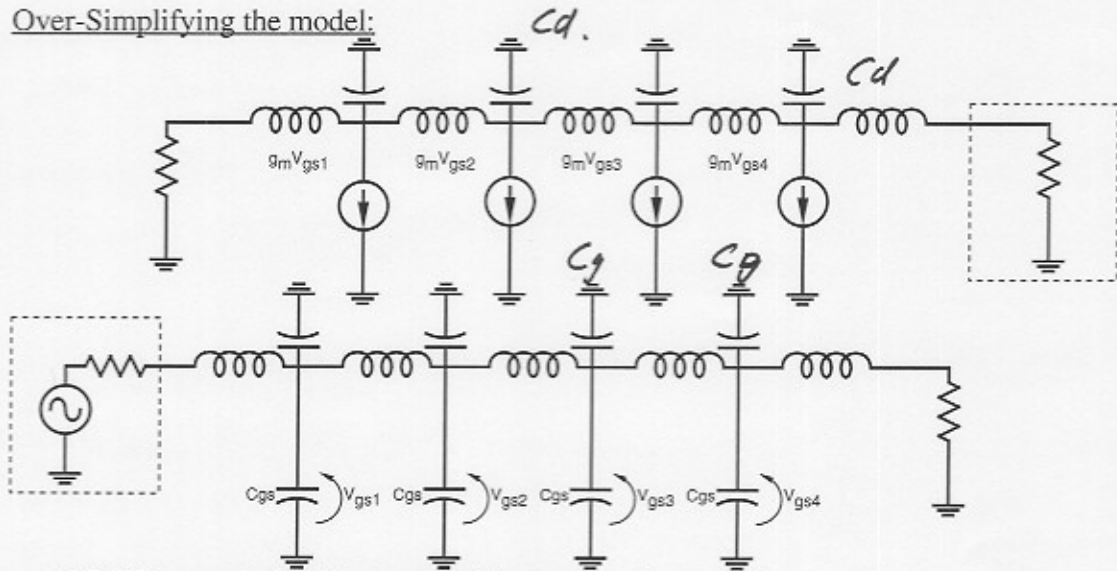 Over-Simplifying the model:
Cd.
Cd
gmVgs1 gmVgs2 gmVgs3 gmVgs4
Cg Cg
Cgs Vgs1 Cgs Vgs2 Cgs Vgs3 Cgs Vgs4